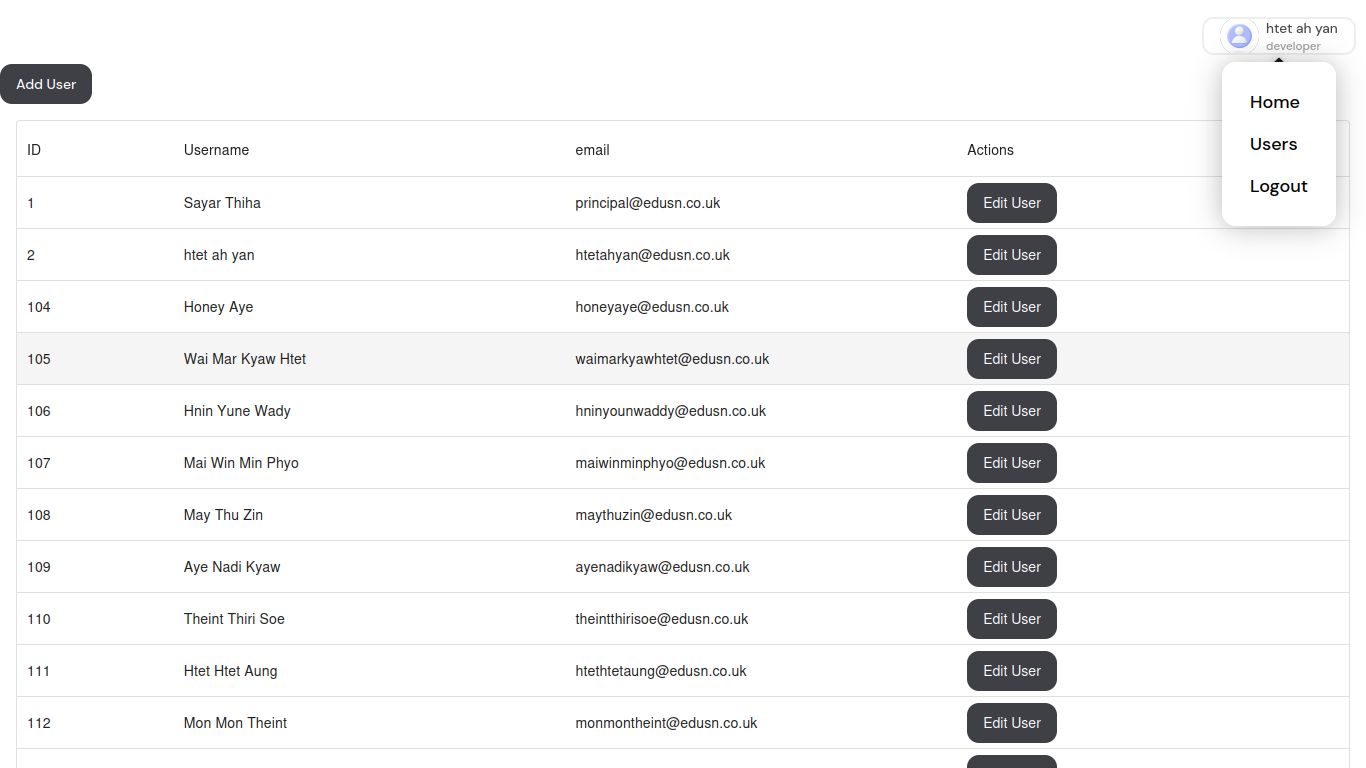 htet ah yan
developer
Add User
Home
Users
Logout
ID Username email Actions
1 Sayar Thiha principal@edusn.co.uk Edit User
2 htet ah yan htetahyan@edusn.co.uk Edit User
104 Honey Aye honeyaye@edusn.co.uk Edit User
105 Wai Mar Kyaw Htet waimarkyawhtet@edusn.co.uk Edit User
106 Hnin Yune Wady hninyounwaddy@edusn.co.uk Edit User
107 Mai Win Min Phyo maiwinminphyo@edusn.co.uk Edit User
108 May Thu Zin maythuzin@edusn.co.uk Edit User
109 Aye Nadi Kyaw ayenadikyaw@edusn.co.uk Edit User
110 Theint Thiri Soe theintthirisoe@edusn.co.uk Edit User
111 Htet Htet Aung htethtetaung@edusn.co.uk Edit User
112 Mon Mon Theint monmontheint@edusn.co.uk Edit User